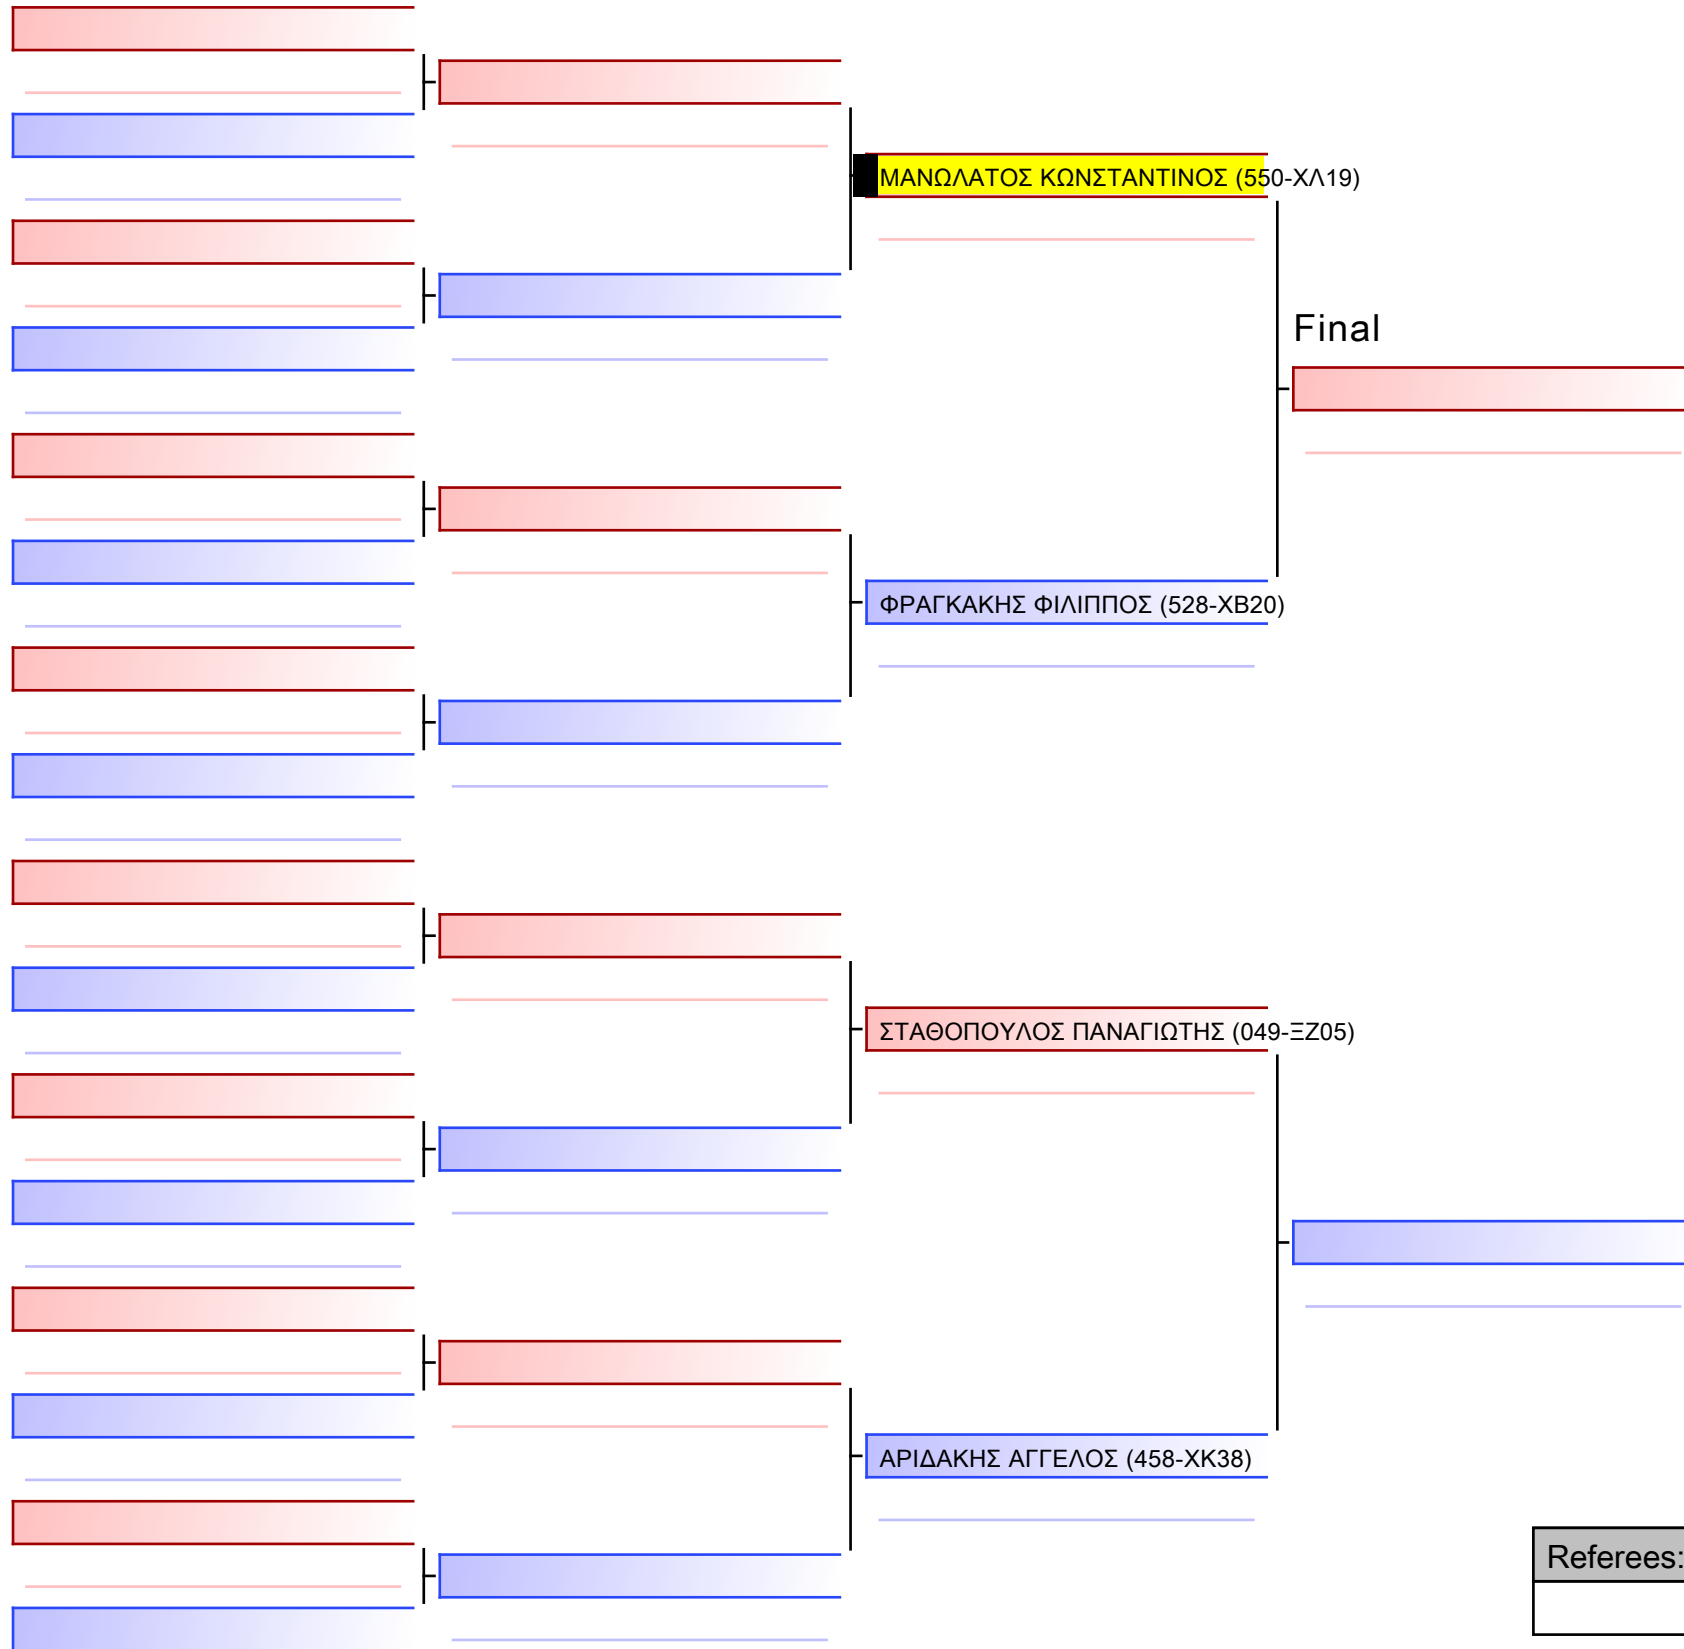 ΜΑΝΩΛΑΤΟΣ ΚΩΝΣΤΑΝΤΙΝΟΣ (550-ΧΛ19)
Final
ΦΡΑΓΚΑΚΗΣ ΦΙΛΙΠΠΟΣ (528-ΧΒ20)
ΣΤΑΘΟΠΟΥΛΟΣ ΠΑΝΑΓΙΩΤΗΣ (049-ΞΖ05)
ΑΡΙΔΑΚΗΣ ΑΓΓΕΛΟΣ (458-ΧΚ38)
Referees: